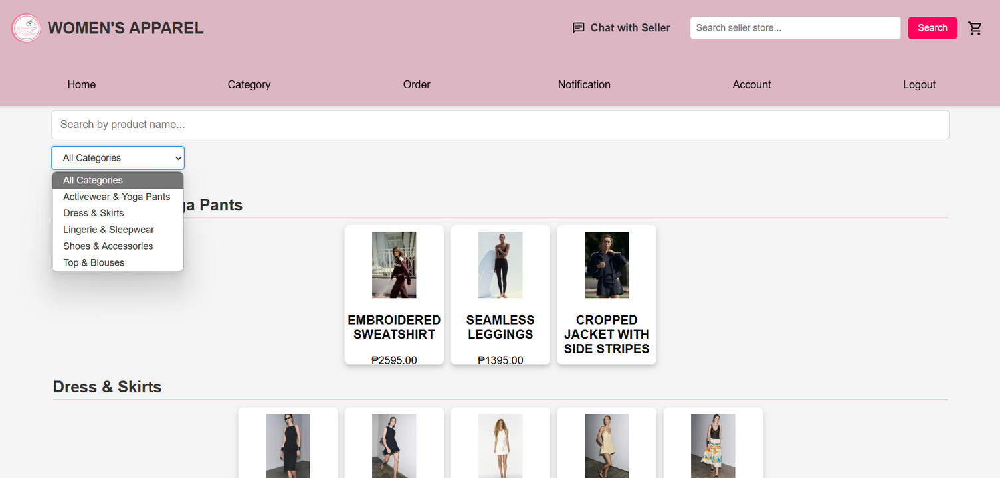 WOMEN'S APPAREL
Chat with Seller
Search seller store...
Search
Home
Category
Order
Notification
Account
Logout
Search by product name...
All Categories
All Categories
Activewear & Yoga Pants
Dress & Skirts
Lingerie & Sleepwear
Shoes & Accessories
Top & Blouses
ga Pants
EMBROIDERED
SWEATSHIRT
₱2595.00
SEAMLESS
LEGGINGS
₱1395.00
CROPPED
JACKET WITH
SIDE STRIPES
Dress & Skirts